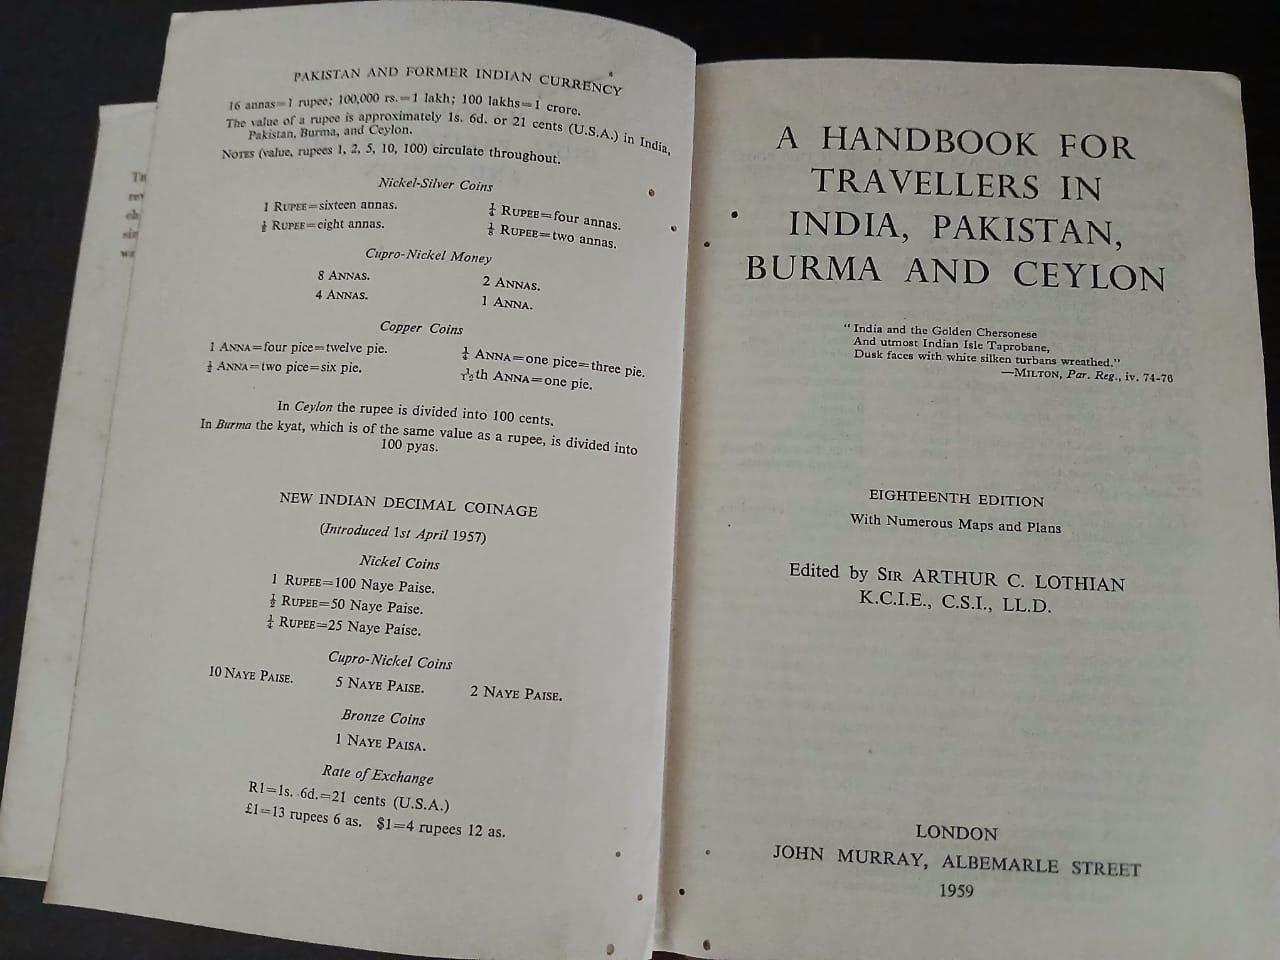 PAKISTAN AND FORMER INDIAN CURRENCY
16 annas=1 rupee; 100,000 rs.=1 lakh; 100 lakhs=1 crore.
The value of a rupee is approximately 1s. 6d. or 21 cents (U.S.A.) in India,
Pakistan, Burma, and Ceylon.
NOTES (value, rupees 1, 2, 5, 10, 100) circulate throughout.
Nickel-Silver Coins
1 RUPEE=sixteen annas. ¼ RUPEE=four annas.
½ RUPEE=eight annas. ⅛ RUPEE=two annas.
Cupro-Nickel Money
8 ANNAS. 2 ANNAS.
4 ANNAS. 1 ANNA.
Copper Coins
1 ANNA=four pice=twelve pie. ¼ ANNA=one pice=three pie.
½ ANNA=two pice=six pie. 1/12th ANNA=one pie.
In Ceylon the rupee is divided into 100 cents.
In Burma the kyat, which is of the same value as a rupee, is divided into
100 pyas.
NEW INDIAN DECIMAL COINAGE
(Introduced 1st April 1957)
Nickel Coins
1 RUPEE=100 Naye Paise.
½ RUPEE=50 Naye Paise.
¼ RUPEE=25 Naye Paise.
Cupro-Nickel Coins
10 NAYE PAISE. 5 NAYE PAISE. 2 NAYE PAISE.
Bronze Coins
1 NAYE PAISA.
Rate of Exchange
R1=1s. 6d.=21 cents (U.S.A.)
£1=13 rupees 6 as. $1=4 rupees 12 as.
A HANDBOOK FOR
TRAVELLERS IN
INDIA, PAKISTAN,
BURMA AND CEYLON
"India and the Golden Chersonese
And utmost Indian Isle Taprobane,
Dusk faces with white silken turbans wreathed."
—MILTON, Par. Reg., iv. 74-76
EIGHTEENTH EDITION
With Numerous Maps and Plans
Edited by SIR ARTHUR C. LOTHIAN
K.C.I.E., C.S.I., LL.D.
LONDON
JOHN MURRAY, ALBEMARLE STREET
1959